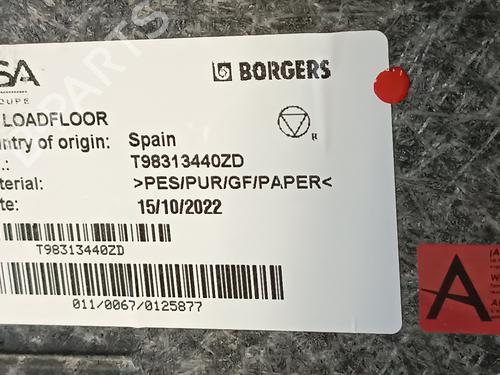 SA
BORGERS
OUPE
LOADFLOOR
ntry of origin: Spain
.: T98313440ZD
terial: >PES/PUR/GF/PAPER<
te: 15/10/2022
R
T98313440ZD
011/0067/0125877
A